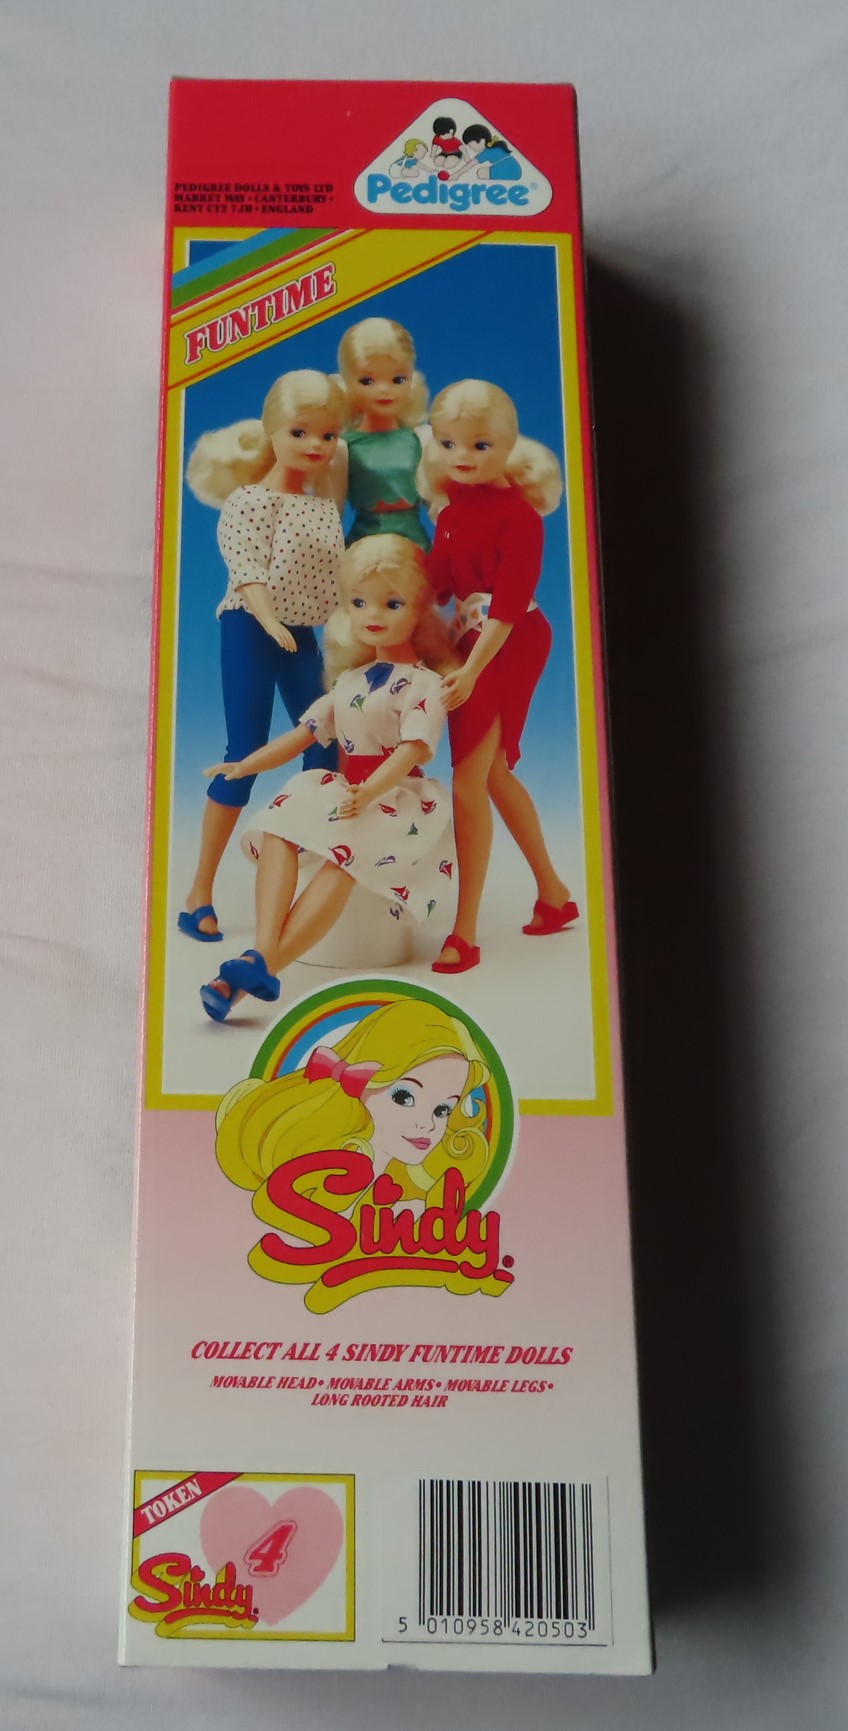 PEDIGREE DOLLS & TOYS LTD
MARKET WAY • CANTERBURY •
KENT CT2 7JR • ENGLAND
Pedigree®
FUNTIME
Sindy®
COLLECT ALL 4 SINDY FUNTIME DOLLS
MOVABLE HEAD • MOVABLE ARMS • MOVABLE LEGS •
LONG ROOTED HAIR
TOKEN
4
Sindy
5 010958 420503